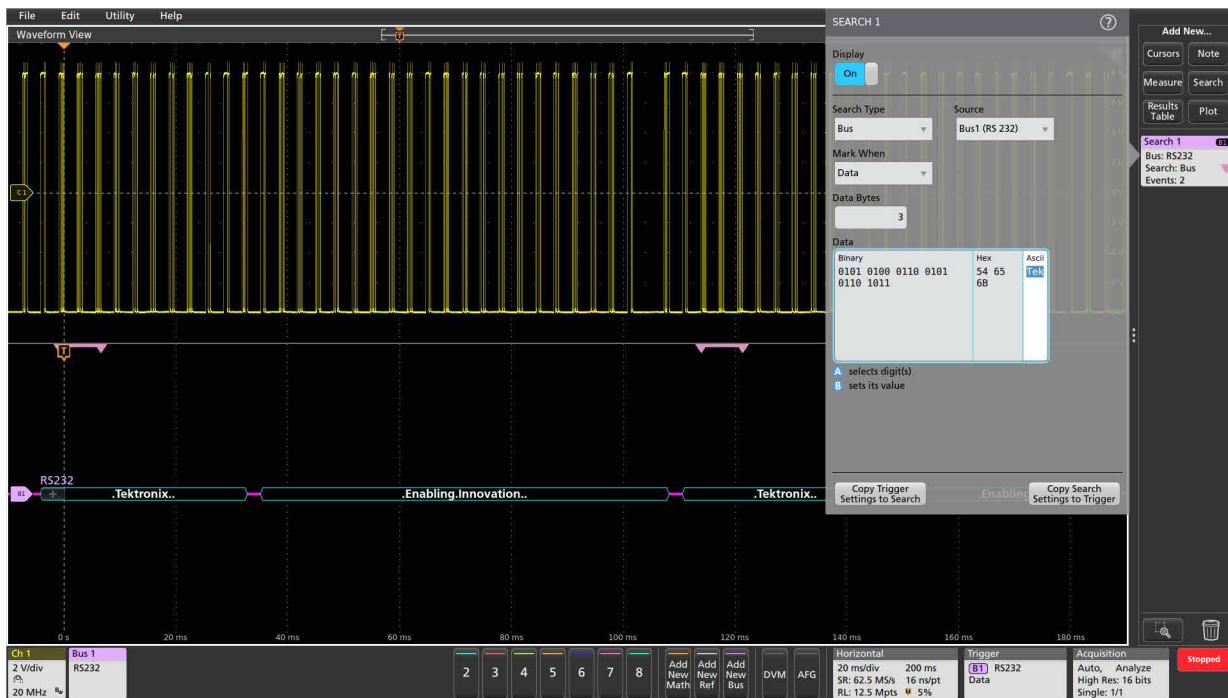 File Edit Utility Help
Waveform View
SEARCH 1
?
Display
On
Search Type
Source
Bus
Bus1 (RS 232)
Mark When
Data
Data Bytes
3
Data
Binary
Hex
Ascii
0101 0100 0110 0101
54 65
Tek
0110 1011
6B
A selects digit(s)
B sets its value
Copy Trigger
Settings to Search
Copy Search
Settings to Trigger
Add New...
Cursors
Note
Measure
Search
Results
Table
Plot
Search 1
B1
Bus: RS232
Search: Bus
Events: 2
T
C1
T
RS232
B1
.Tektronix..
.Enabling.Innovation..
.Tektronix..
0 s
20 ms
40 ms
60 ms
80 ms
100 ms
120 ms
140 ms
160 ms
180 ms
Ch 1
2 V/div
20 MHz
Bus 1
RS232
2
3
4
5
6
7
8
Add
New
Math
Add
New
Ref
Add
New
Bus
DVM
AFG
Horizontal
20 ms/div 200 ms
SR: 62.5 MS/s 16 ns/pt
RL: 12.5 Mpts 5%
Trigger
B1 RS232
Data
Acquisition
Auto, Analyze
High Res: 16 bits
Single: 1/1
Stopped